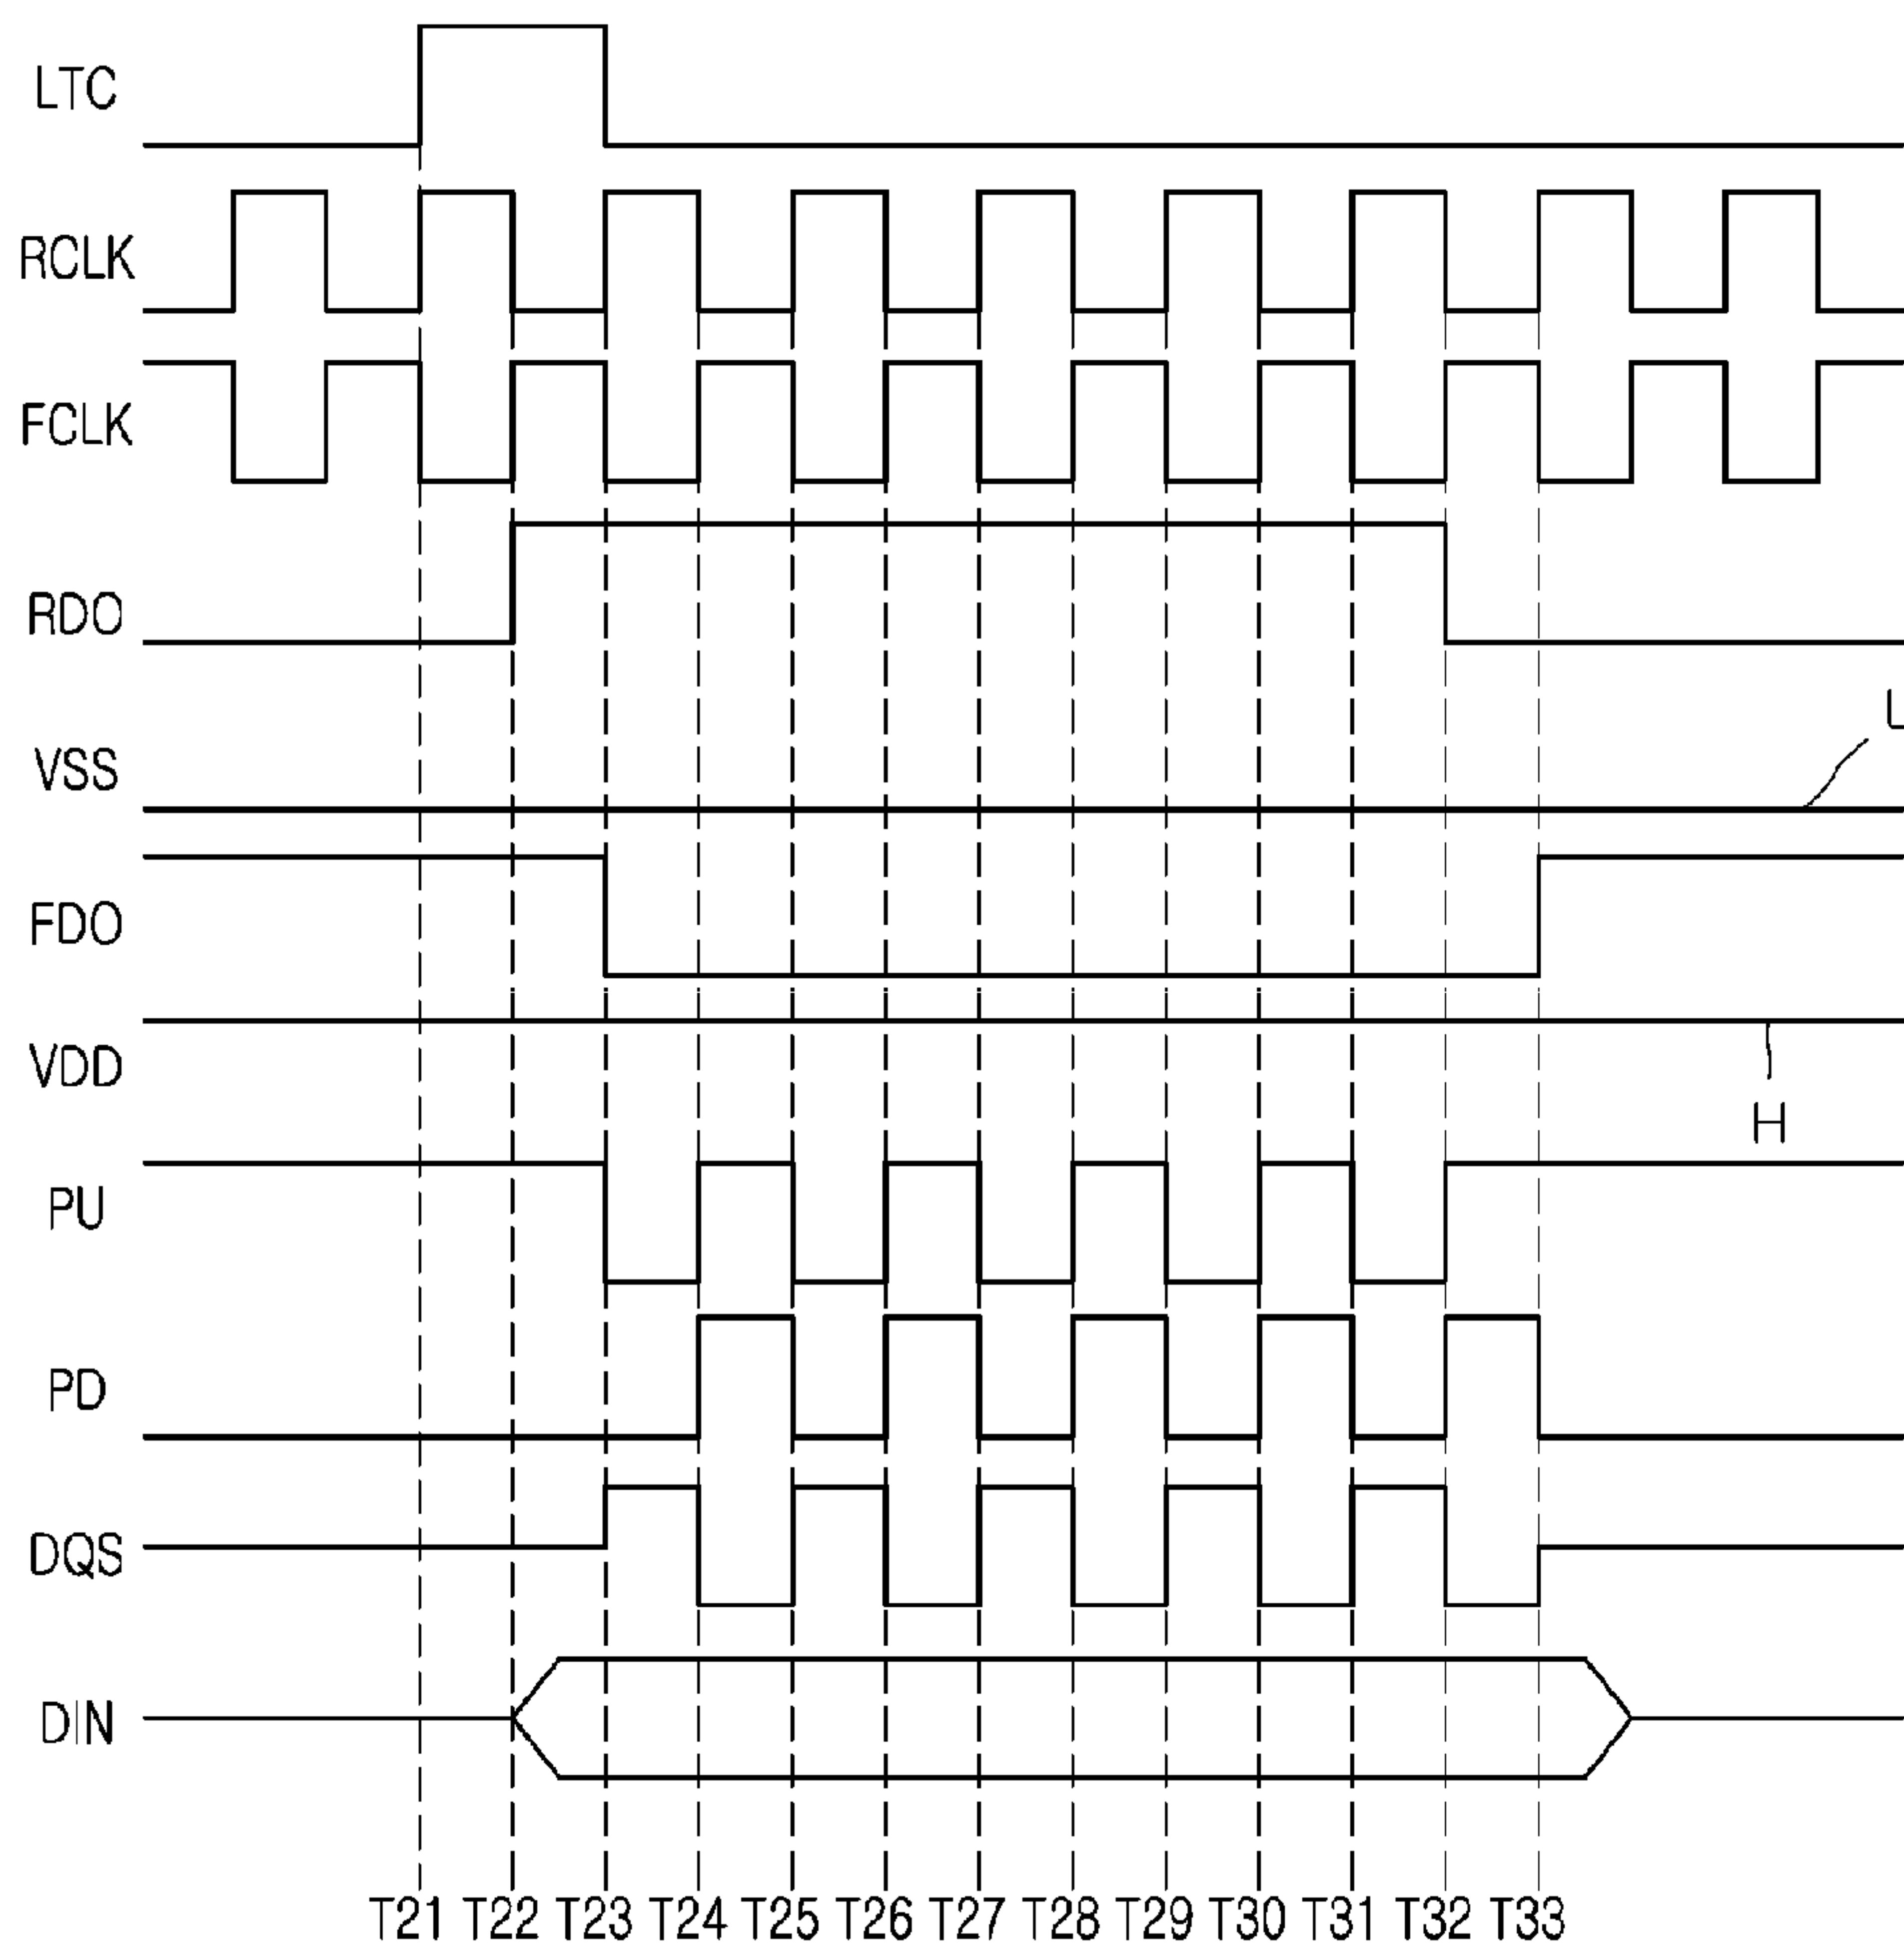 LTC
RCLK
FCLK
RDO
L
VSS
FDO
VDD
H
PU
PD
DQS
DIN
T21 T22 T23 T24 T25 T26 T27 T28 T29 T30 T31 T32 T33